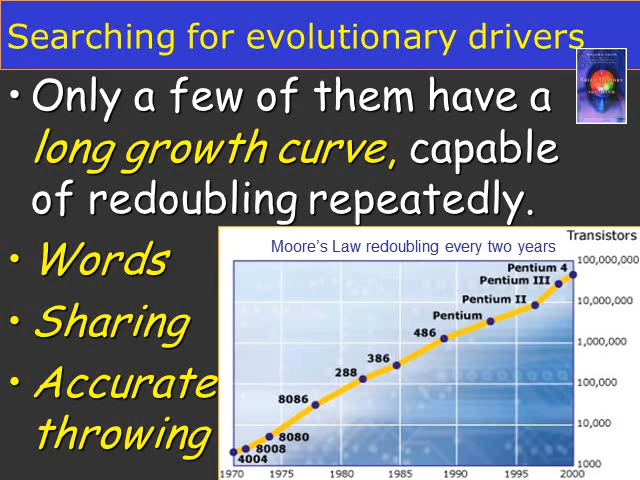 Searching for evolutionary drivers
• Only a few of them have a
long growth curve, capable
of redoubling repeatedly.
• Words
• Sharing
• Accurate
throwing
Moore's Law redoubling every two years
Transistors
100,000,000
10,000,000
1,000,000
100,000
10,000
1000
Pentium 4
Pentium III
Pentium II
Pentium
486
386
288
8086
8080
8008
4004
1970 1975 1980 1985 1990 1995 2000